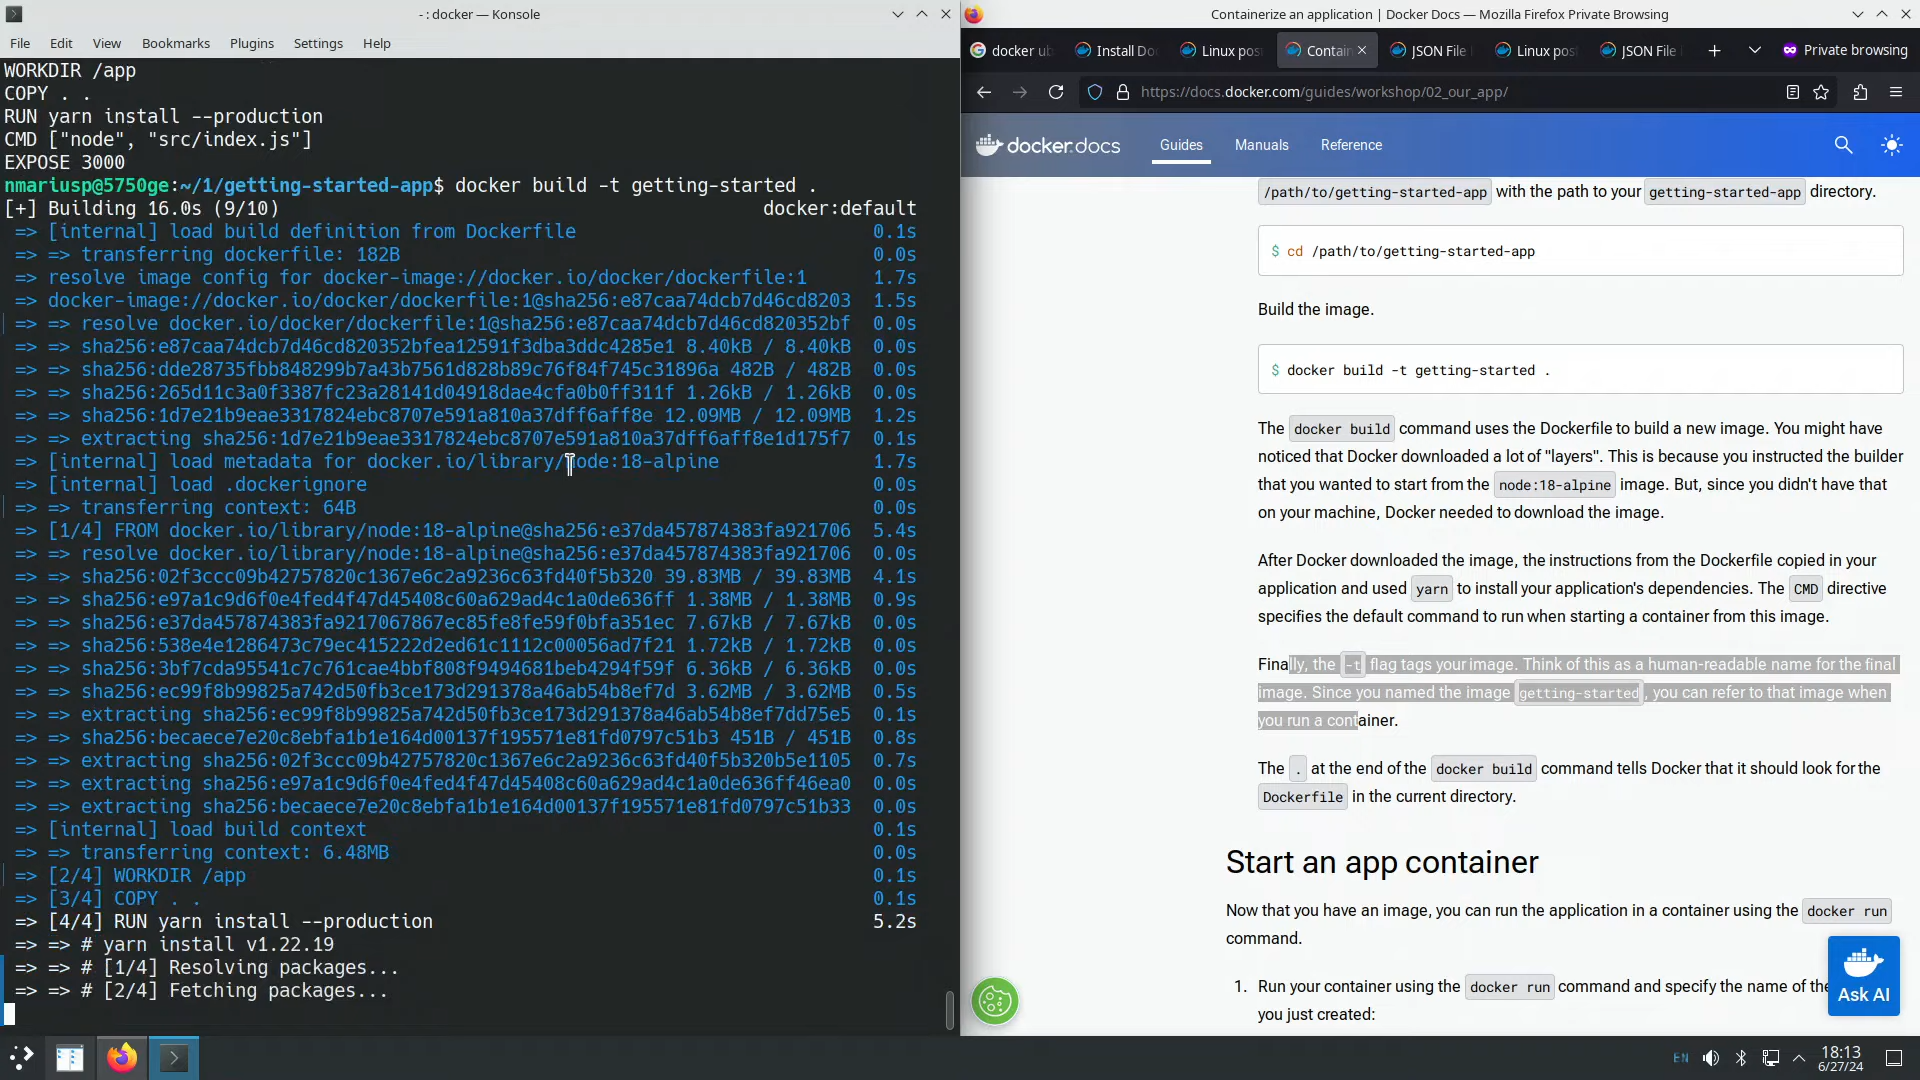 - : docker — Konsole
File Edit View Bookmarks Plugins Settings Help
WORKDIR /app
COPY . .
RUN yarn install --production
CMD ["node", "src/index.js"]
EXPOSE 3000
nmariusp@5750ge:~/1/getting-started-app$ docker build -t getting-started .
[+] Building 16.0s (9/10) docker:default
=> [internal] load build definition from Dockerfile 0.1s
=> => transferring dockerfile: 182B 0.0s
=> resolve image config for docker-image://docker.io/docker/dockerfile:1 1.7s
=> docker-image://docker.io/docker/dockerfile:1@sha256:e87caa74dcb7d46cd8203 1.5s
=> => resolve docker.io/docker/dockerfile:1@sha256:e87caa74dcb7d46cd820352bf 0.0s
=> => sha256:e87caa74dcb7d46cd820352bfea12591f3dba3ddc4285e1 8.40kB / 8.40kB 0.0s
=> => sha256:dde28735fbb848299b7a43b7561d828b89c76f84f745c31896a 482B / 482B 0.0s
=> => sha256:265d11c3a0f3387fc23a28141d04918dae4cfa0b0ff311f 1.26kB / 1.26kB 0.0s
=> => sha256:1d7e21b9eae3317824ebc8707e591a810a37dff6aff8e 12.09MB / 12.09MB 1.2s
=> => extracting sha256:1d7e21b9eae3317824ebc8707e591a810a37dff6aff8e1d175f7 0.1s
=> [internal] load metadata for docker.io/library/node:18-alpine 1.7s
=> [internal] load .dockerignore 0.0s
=> => transferring context: 64B 0.0s
=> [1/4] FROM docker.io/library/node:18-alpine@sha256:e37da457874383fa921706 5.4s
=> => resolve docker.io/library/node:18-alpine@sha256:e37da457874383fa921706 0.0s
=> => sha256:02f3ccc09b42757820c1367e6c2a9236c63fd40f5b320 39.83MB / 39.83MB 4.1s
=> => sha256:e97a1c9d6f0e4fed4f47d45408c60a629ad4c1a0de636ff 1.38MB / 1.38MB 0.9s
=> => sha256:e37da457874383fa9217067867ec85fe8fe59f0bfa351ec 7.67kB / 7.67kB 0.0s
=> => sha256:538e4e1286473c79ec415222d2ed61c1112c00056ad7f21 1.72kB / 1.72kB 0.0s
=> => sha256:3bf7cda95541c7c761cae4bbf808f9494681beb4294f59f 6.36kB / 6.36kB 0.0s
=> => sha256:ec99f8b99825a742d50fb3ce173d291378a46ab54b8ef7d 3.62MB / 3.62MB 0.5s
=> => extracting sha256:ec99f8b99825a742d50fb3ce173d291378a46ab54b8ef7dd75e5 0.1s
=> => sha256:becaece7e20c8ebfa1b1e164d00137f195571e81fd0797c51b3 451B / 451B 0.8s
=> => extracting sha256:02f3ccc09b42757820c1367e6c2a9236c63fd40f5b320b5e1105 0.7s
=> => extracting sha256:e97a1c9d6f0e4fed4f47d45408c60a629ad4c1a0de636ff46ea0 0.0s
=> => extracting sha256:becaece7e20c8ebfa1b1e164d00137f195571e81fd0797c51b33 0.0s
=> [internal] load build context 0.1s
=> => transferring context: 6.48MB 0.0s
=> [2/4] WORKDIR /app 0.1s
=> [3/4] COPY . . 0.1s
=> [4/4] RUN yarn install --production 5.2s
=> => # yarn install v1.22.19
=> => # [1/4] Resolving packages...
=> => # [2/4] Fetching packages...
Containerize an application | Docker Docs — Mozilla Firefox Private Browsing
docker ub Install Do Linux pos Contain JSON File Linux pos JSON File Private browsing
https://docs.docker.com/guides/workshop/02_our_app/
docker.docs Guides Manuals Reference
/path/to/getting-started-app with the path to your getting-started-app directory.
$ cd /path/to/getting-started-app
Build the image.
$ docker build -t getting-started .
The docker build command uses the Dockerfile to build a new image. You might have
noticed that Docker downloaded a lot of "layers". This is because you instructed the builder
that you wanted to start from the node:18-alpine image. But, since you didn't have that
on your machine, Docker needed to download the image.
After Docker downloaded the image, the instructions from the Dockerfile copied in your
application and used yarn to install your application's dependencies. The CMD directive
specifies the default command to run when starting a container from this image.
Finally, the -t flag tags your image. Think of this as a human-readable name for the final
image. Since you named the image getting-started, you can refer to that image when
you run a container.
The . at the end of the docker build command tells Docker that it should look for the
Dockerfile in the current directory.
Start an app container
Now that you have an image, you can run the application in a container using the docker run
command.
1. Run your container using the docker run command and specify the name of the
you just created:
Ask AI
EN 18:13
6/27/24